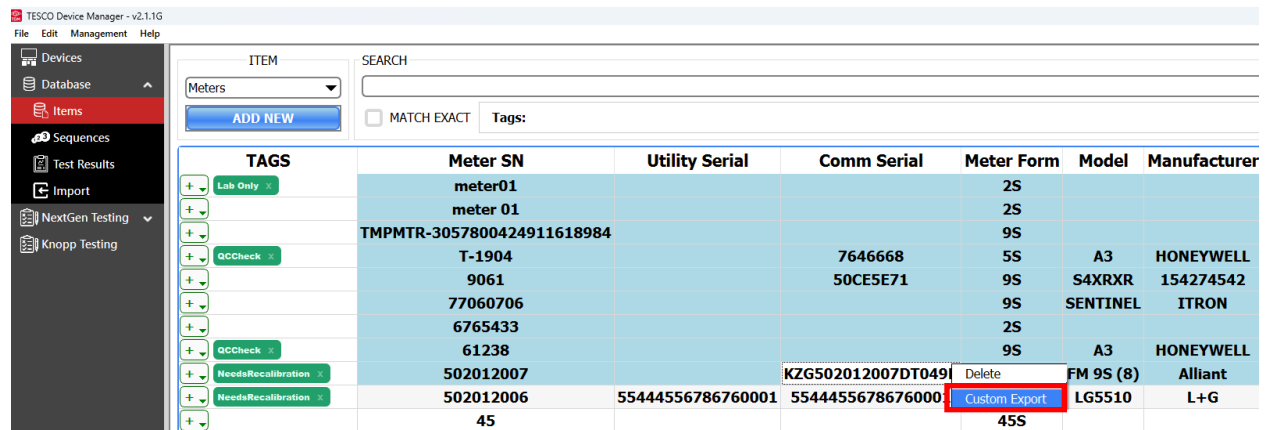 TESCO Device Manager - v2.1.1G
File Edit Management Help
Devices
Database
Items
Sequences
Test Results
Import
NextGen Testing
Knopp Testing
ITEM
Meters
ADD NEW
SEARCH
MATCH EXACT Tags:
TAGS Meter SN Utility Serial Comm Serial Meter Form Model Manufacturer
+ Lab Only x meter01 2S
+ meter 01 2S
+ TMPMTR-3057800424911618984 9S
+ QCCheck x T-1904 7646668 5S A3 HONEYWELL
+ 9061 50CE5E71 9S S4XRXR 154274542
+ 77060706 9S SENTINEL ITRON
+ 6765433 2S
+ QCCheck x 61238 9S A3 HONEYWELL
+ NeedsRecalibration x 502012007 Delete FM 9S (8) Alliant
+ NeedsRecalibration x 502012006 55444556786760001 Custom Export LG5510 L+G
+ 45 45S